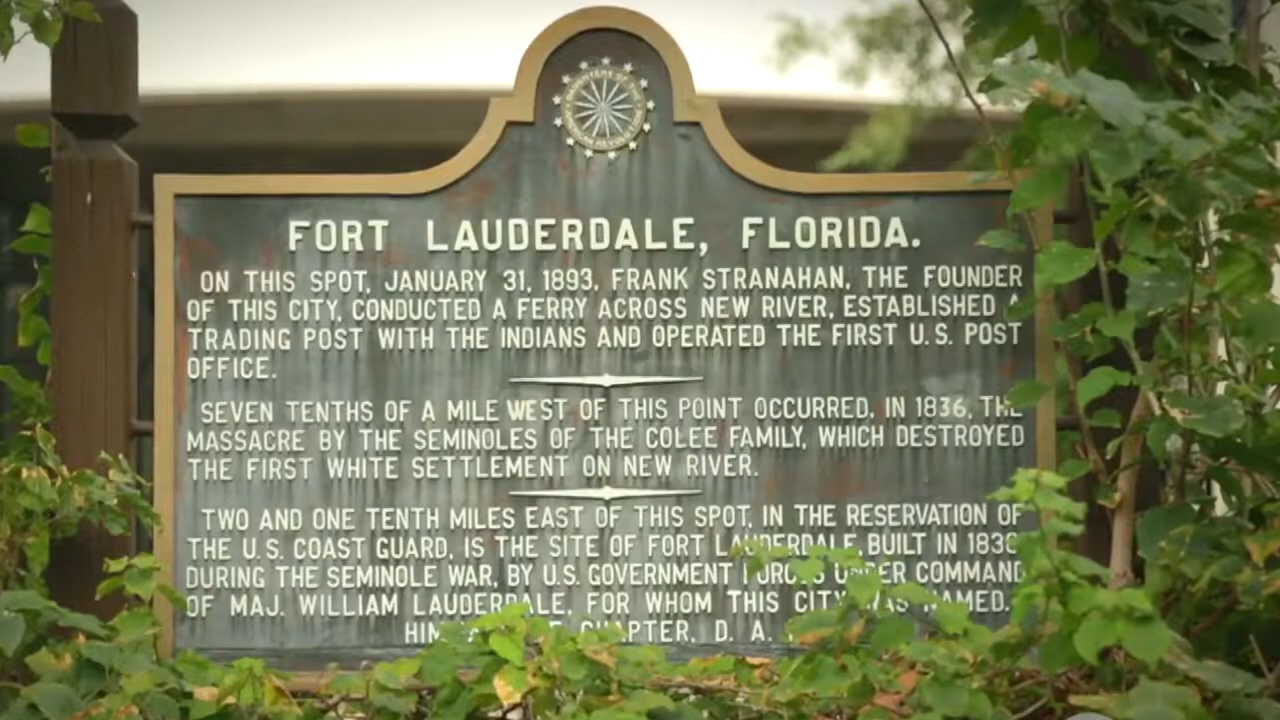 FORT LAUDERDALE, FLORIDA.
ON THIS SPOT, JANUARY 31, 1893, FRANK STRANAHAN, THE FOUNDER
OF THIS CITY, CONDUCTED A FERRY ACROSS NEW RIVER, ESTABLISHED A
TRADING POST WITH THE INDIANS AND OPERATED THE FIRST U.S. POST
OFFICE.
SEVEN TENTHS OF A MILE WEST OF THIS POINT OCCURRED, IN 1836, THE
MASSACRE BY THE SEMINOLES OF THE COLEE FAMILY, WHICH DESTROYED
THE FIRST WHITE SETTLEMENT ON NEW RIVER.
TWO AND ONE TENTH MILES EAST OF THIS SPOT, IN THE RESERVATION OF
THE U.S. COAST GUARD, IS THE SITE OF FORT LAUDERDALE, BUILT IN
DURING THE SEMINOLE WAR, BY U.S. GOVERNMENT FORCES UNDER COMMAND
OF MAJ. WILLIAM LAUDERDALE, FOR WHOM THIS CITY WAS NAMED.
CHAPTER, D. A.